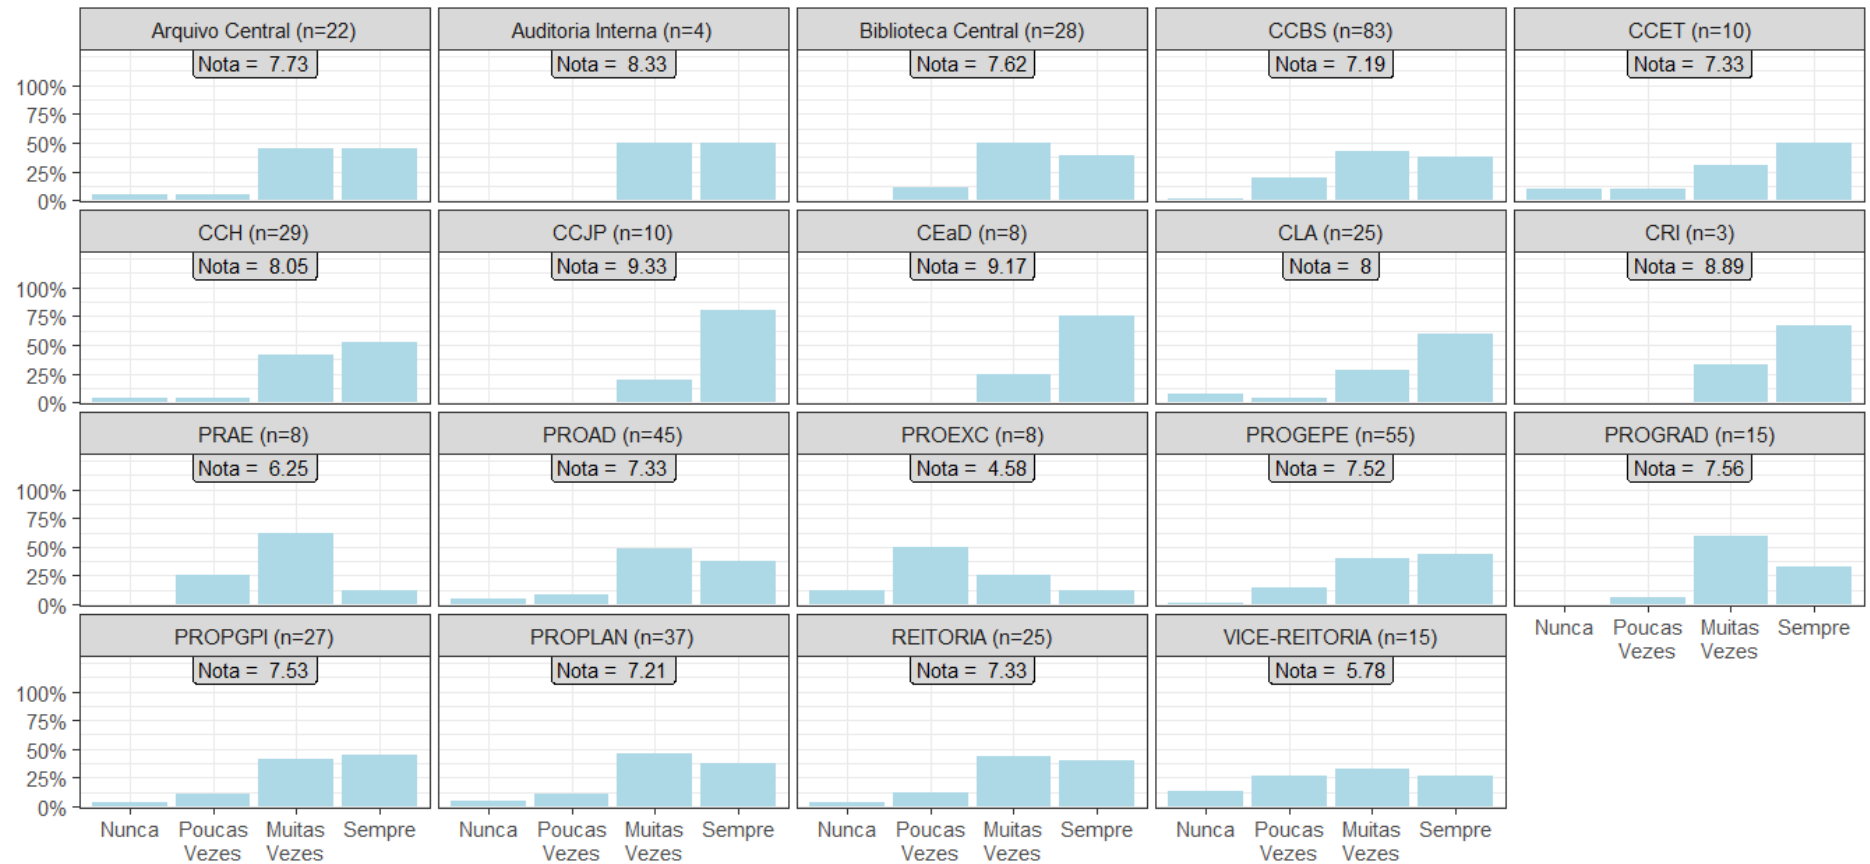 Arquivo Central (n=22)
Auditoria Interna (n=4)
Biblioteca Central (n=28)
CCBS (n=83)
CCET (n=10)
Nota = 7.73
Nota = 8.33
Nota = 7.62
Nota = 7.19
Nota = 7.33
100%
75%
50%
25%
0%
CCH (n=29)
CCJP (n=10)
CEaD (n=8)
CLA (n=25)
CRI (n=3)
Nota = 8.05
Nota = 9.33
Nota = 9.17
Nota = 8
Nota = 8.89
100%
75%
50%
25%
0%
PRAE (n=8)
PROAD (n=45)
PROEXC (n=8)
PROGEPE (n=55)
PROGRAD (n=15)
Nota = 6.25
Nota = 7.33
Nota = 4.58
Nota = 7.52
Nota = 7.56
100%
75%
50%
25%
0%
Nunca
Poucas
Vezes
Muitas
Vezes
Sempre
PROPGPI (n=27)
PROPLAN (n=37)
REITORIA (n=25)
VICE-REITORIA (n=15)
Nota = 7.53
Nota = 7.21
Nota = 7.33
Nota = 5.78
100%
75%
50%
25%
0%
Nunca
Poucas
Vezes
Muitas
Vezes
Sempre
Nunca
Poucas
Vezes
Muitas
Vezes
Sempre
Nunca
Poucas
Vezes
Muitas
Vezes
Sempre
Nunca
Poucas
Vezes
Muitas
Vezes
Sempre